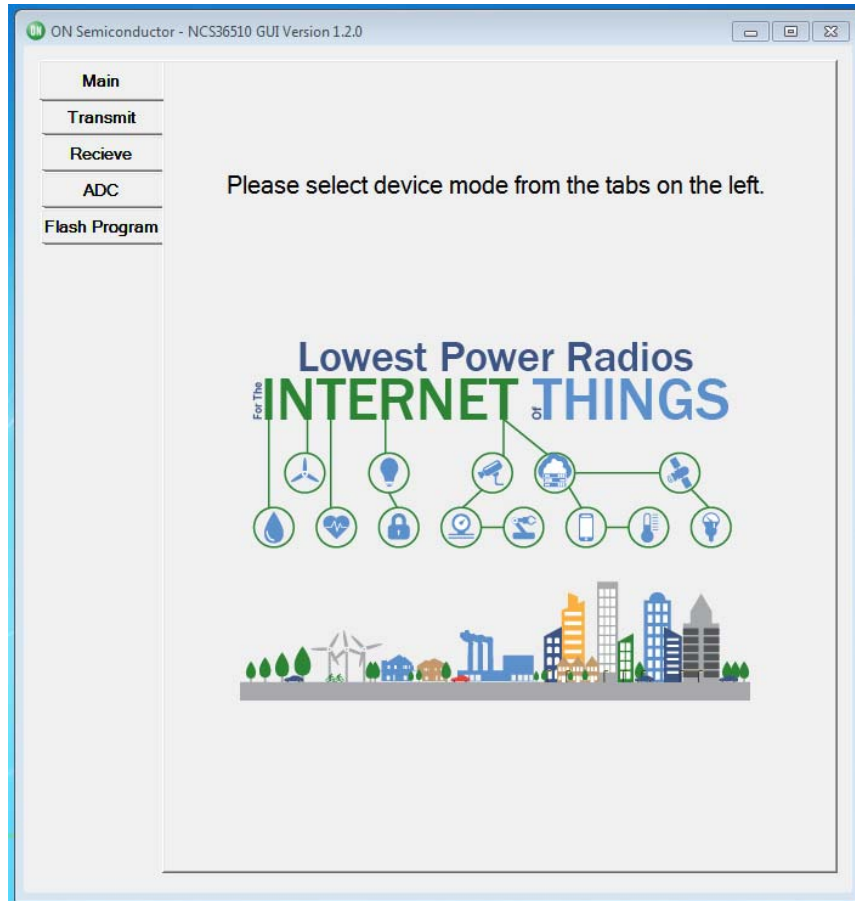 ON ON Semiconductor - NCS36510 GUI Version 1.2.0
Main
Transmit
Recieve
ADC
Flash Program
Please select device mode from the tabs on the left.
Lowest Power Radios
For The INTERNET Of THINGS